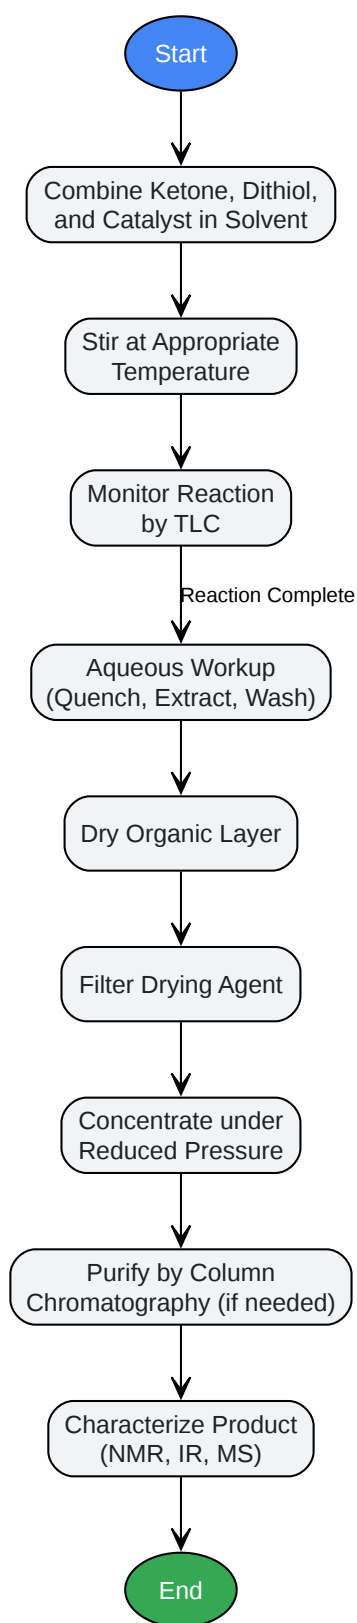 Start
Combine Ketone, Dithiol,
and Catalyst in Solvent
Stir at Appropriate
Temperature
Monitor Reaction
by TLC
Reaction Complete
Aqueous Workup
(Quench, Extract, Wash)
Dry Organic Layer
Filter Drying Agent
Concentrate under
Reduced Pressure
Purify by Column
Chromatography (if needed)
Characterize Product
(NMR, IR, MS)
End